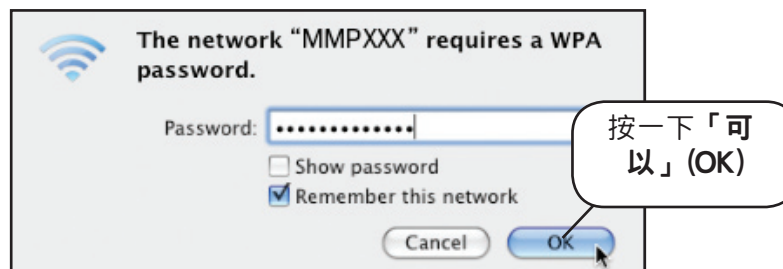 The network “MMPXXX” requires a WPA
password.
Password: •••••••••••••
Show password
Remember this network
Cancel OK
按一下「可
以」(OK)